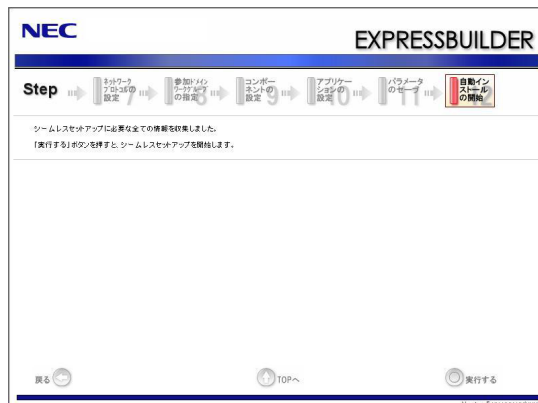 NEC
EXPRESSBUILDER
Step
ネットワーク
プロトコルの
設定
7
参加ドメイン
ワークグループ
の指定
8
コンポー
ネントの
設定
9
アプリケー
ションの
設定
10
パラメータ
のセーブ
11
自動イン
ストール
の開始
12
シームレスセットアップに必要な全ての情報を収集しました。
「実行する」ボタンを押すと、シームレスセットアップを開始します。
戻る
TOPへ
実行する